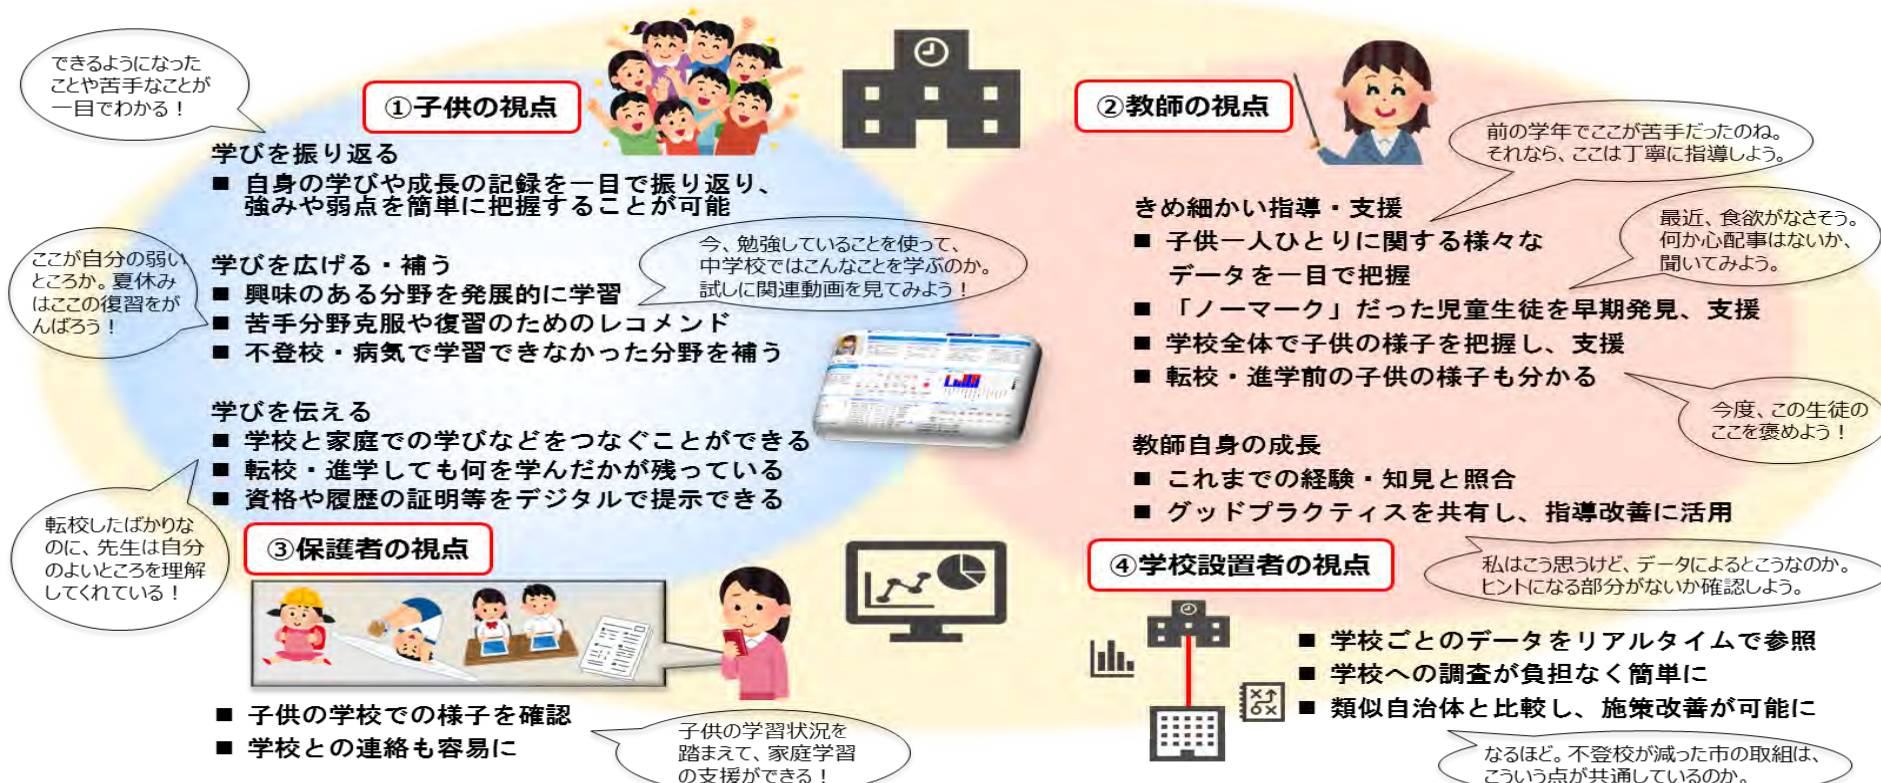 できるようになった
ことや苦手なことが
一目でわかる！
①子供の視点
学びを振り返る
■ 自身の学びや成長の記録を一目で振り返り、
強みや弱点を簡単に把握することが可能
ここが自分の弱い
ところか。夏休み
はここの復習をが
んばろう！
今、勉強していることを使って、
中学校ではこんなことを学ぶのか。
試しに関連動画を見てみよう！
学びを広げる・補う
■ 興味のある分野を発展的に学習
■ 苦手分野克服や復習のためのレコメンド
■ 不登校・病気で学習できなかった分野を補う
学びを伝える
■ 学校と家庭での学びなどをつなぐことができる
■ 転校・進学しても何を学んだかが残っている
■ 資格や履歴の証明等をデジタルで提示できる
転校したばかりな
のに、先生は自分
のよいところを理解
してくれている！
②教師の視点
前の学年でここが苦手だったのね。
それなら、ここは丁寧に指導しよう。
きめ細かい指導・支援
■ 子供一人ひとりに関する様々な
データを一目で把握
■ 「ノーマーク」だった児童生徒を早期発見、支援
■ 学校全体で子供の様子を把握し、支援
■ 転校・進学前の子供の様子も分かる
最近、食欲がなさそう。
何か心配事はないか、
聞いてみよう。
今度、この生徒の
ここを褒めよう！
教師自身の成長
■ これまでの経験・知見と照合
■ グッドプラクティスを共有し、指導改善に活用
私はこう思うけど、データによるとこうなのか。
ヒントになる部分がないか確認しよう。
③保護者の視点
■ 子供の学校での様子を確認
■ 学校との連絡も容易に
子供の学習状況を
踏まえて、家庭学習
の支援ができる！
④学校設置者の視点
■ 学校ごとのデータをリアルタイムで参照
■ 学校への調査が負担なく簡単に
■ 類似自治体と比較し、施策改善が可能に
なるほど。不登校が減った市の取組は、
こういう点が共通しているのか。